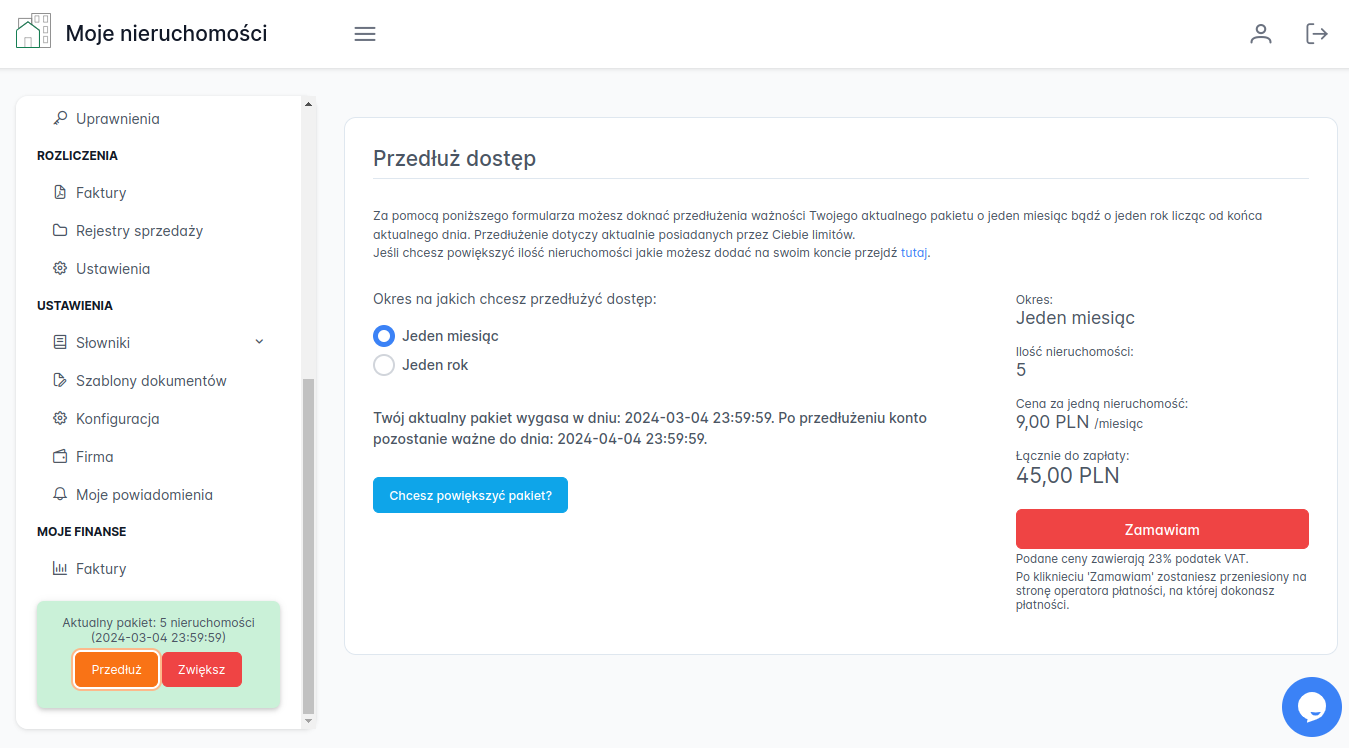 Moje nieruchomości
Uprawnienia
ROZLICZENIA
Faktury
Rejestry sprzedaży
Ustawienia
USTAWIENIA
Słowniki
Szablony dokumentów
Konfiguracja
Firma
Moje powiadomienia
MOJE FINANSE
Faktury
Aktualny pakiet: 5 nieruchomości
(2024-03-04 23:59:59)
Przedłuż
Zwiększ
Przedłuż dostęp
Za pomocą poniższego formularza możesz doknać przedłużenia ważności Twojego aktualnego pakietu o jeden miesiąc bądź o jeden rok licząc od końca
aktualnego dnia. Przedłużenie dotyczy aktualnie posiadanych przez Ciebie limitów.
Jeśli chcesz powiększyć ilość nieruchomości jakie możesz dodać na swoim koncie przejdź tutaj.
Okres na jakich chcesz przedłużyć dostęp:
Jeden miesiąc
Jeden rok
Twój aktualny pakiet wygasa w dniu: 2024-03-04 23:59:59. Po przedłużeniu konto
pozostanie ważne do dnia: 2024-04-04 23:59:59.
Chcesz powiększyć pakiet?
Okres:
Jeden miesiąc
Ilość nieruchomości:
5
Cena za jedną nieruchomość:
9,00 PLN /miesiąc
Łącznie do zapłaty:
45,00 PLN
Zamawiam
Podane ceny zawierają 23% podatek VAT.
Po kliknieciu 'Zamawiam' zostaniesz przeniesiony na
stronę operatora płatności, na której dokonasz
płatności.